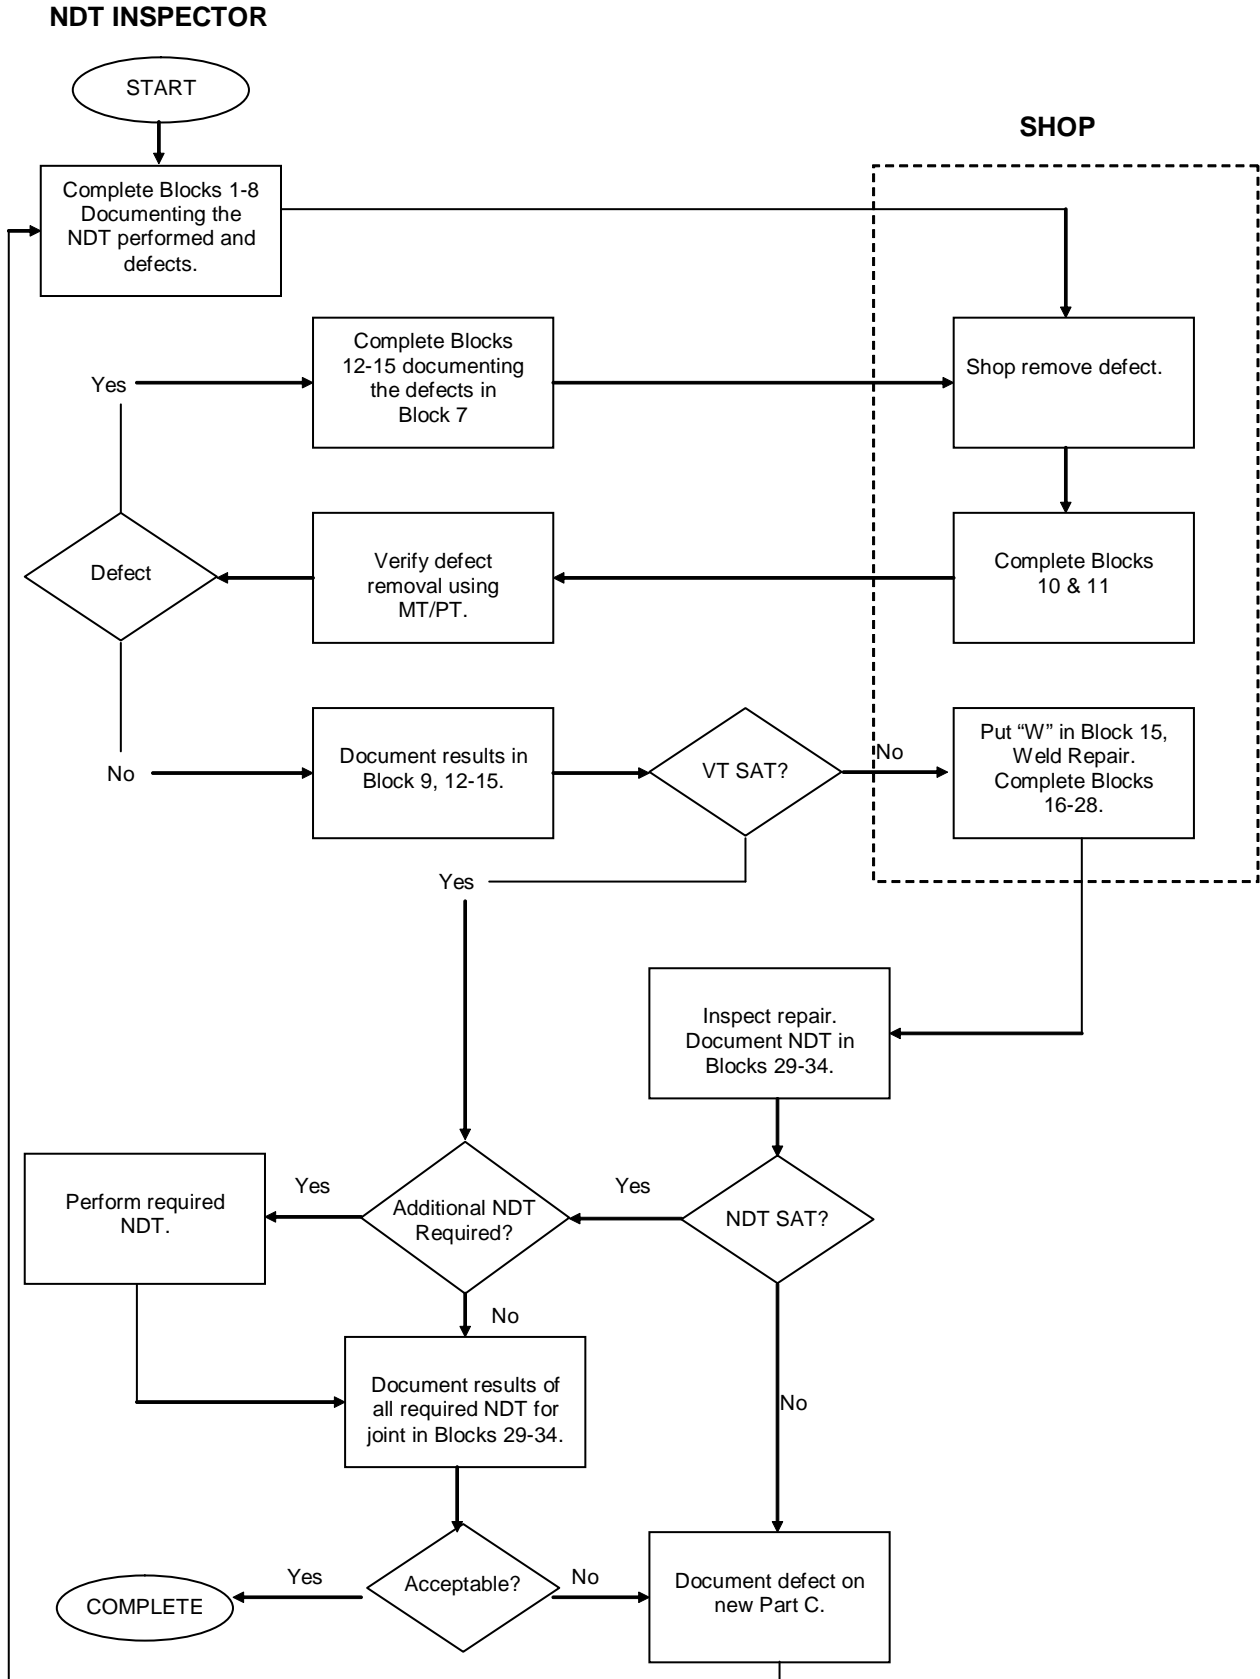 NDT INSPECTOR
START
SHOP
Complete Blocks 1-8
Documenting the
NDT performed and
defects.
Complete Blocks
12-15 documenting
the defects in
Block 7
Shop remove defect.
Yes
Defect
Verify defect
removal using
MT/PT.
Complete Blocks
10 & 11
No
Document results in
Block 9, 12-15.
VT SAT?
No
Put “W” in Block 15,
Weld Repair.
Complete Blocks
16-28.
Yes
Inspect repair.
Document NDT in
Blocks 29-34.
Perform required
NDT.
Yes
Additional NDT
Required?
Yes
NDT SAT?
No
Document results of
all required NDT for
joint in Blocks 29-34.
No
COMPLETE
Yes
Acceptable?
No
Document defect on
new Part C.